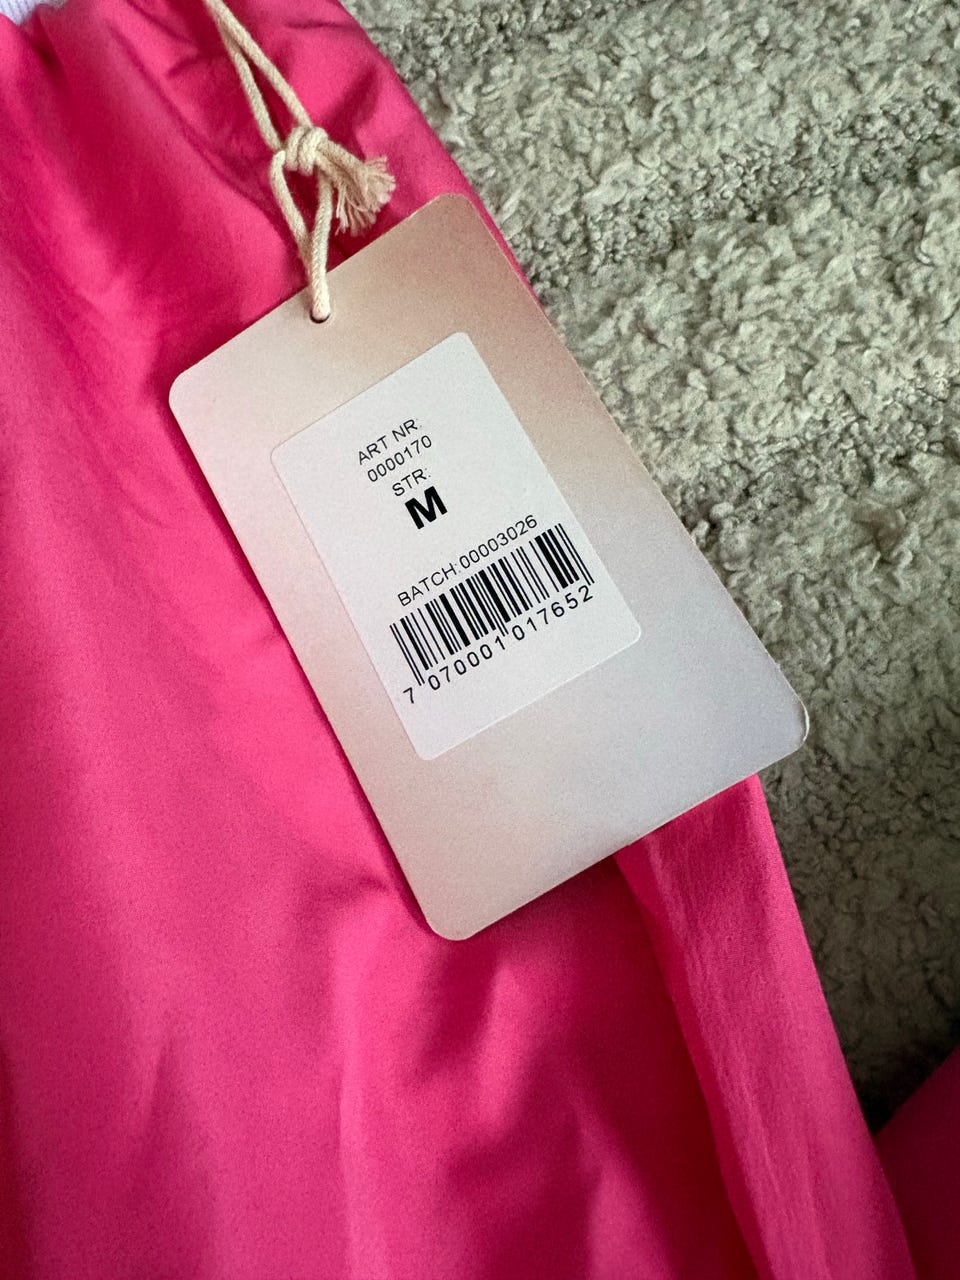 ART NR:
0000170
STR:
M
BATCH:00003026
7 070001 017652